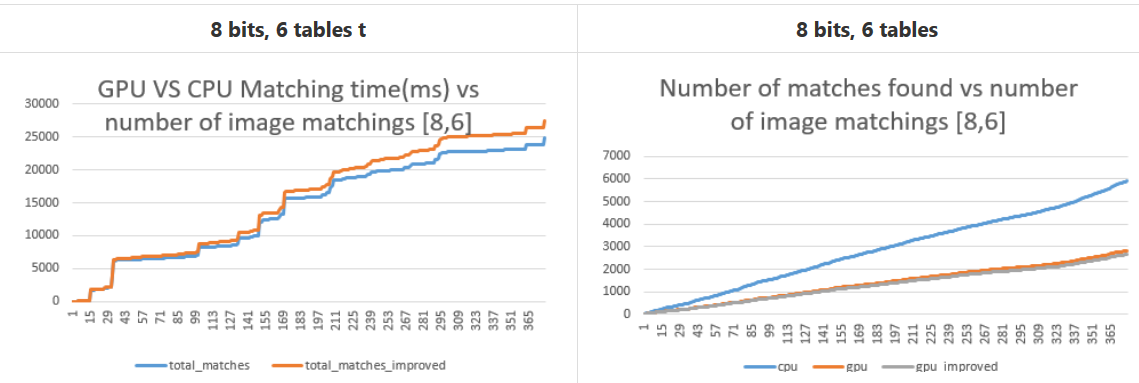 8 bits, 6 tables t
8 bits, 6 tables
GPU VS CPU Matching time(ms) vs
number of image matchings [8,6]
30000
25000
20000
15000
10000
5000
0
1 15 29 43 57 71 85 99 113 127 141 155 169 183 197 211 225 239 253 267 281 295 309 323 337 351 365
total_matches total_matches_improved
Number of matches found vs number
of image matchings [8,6]
7000
6000
5000
4000
3000
2000
1000
0
1 15 29 43 57 71 85 99 113 127 141 155 169 183 197 211 225 239 253 267 281 295 309 323 337 351 365
cpu gpu gpu_improved